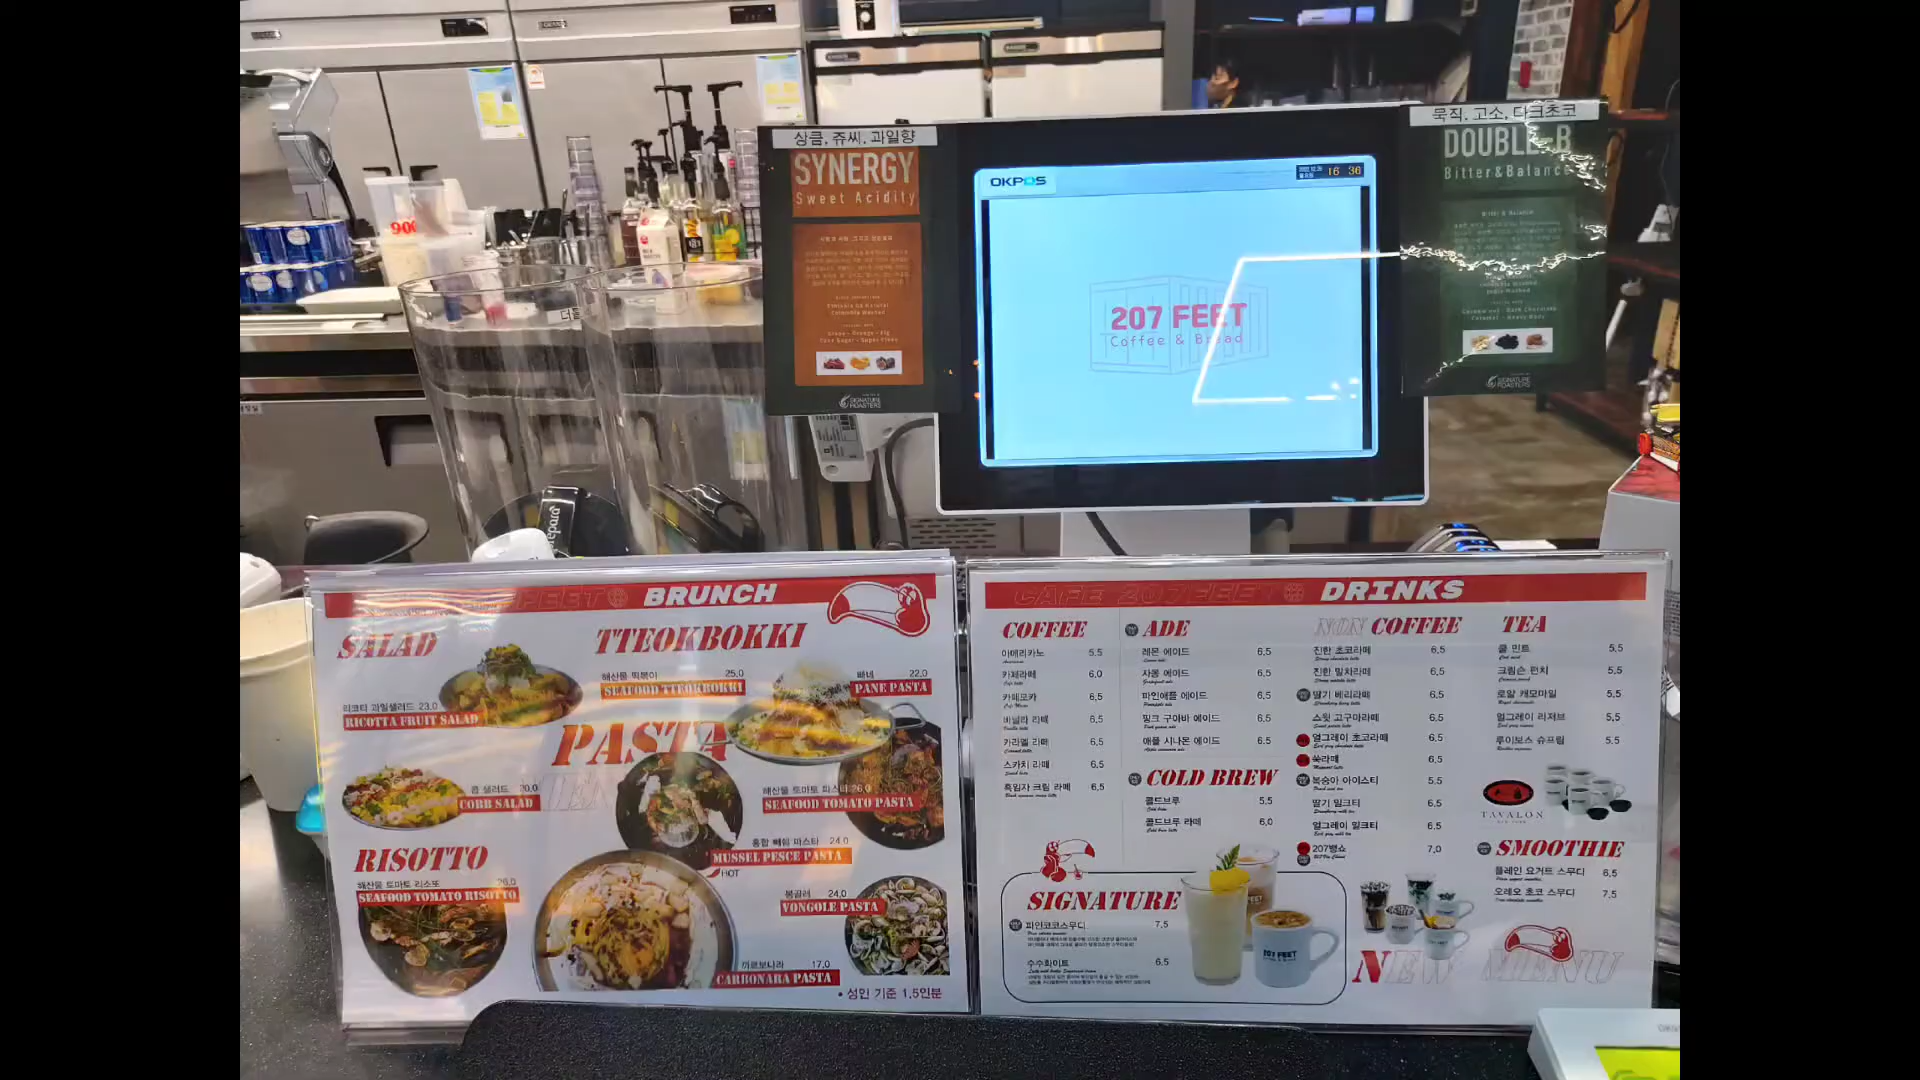 상큼, 쥬씨, 과일향
SYNERGY
Sweet Acidity
SIGNATURE
ROASTERS
OKPOS
16 36
207 FEET
Coffee & Bread
묵직, 고소, 다크초코
DOUBLE B
Bitter & Balance
SIGNATURE
ROASTERS
900
FEET BRUNCH
SALAD
리코타 과일샐러드 23,0
RICOTTA FRUIT SALAD
콥 샐러드 20,0
COBB SALAD
RISOTTO
해산물 토마토 리소또 26,0
SEAFOOD TOMATO RISOTTO
TTEOKBOKKI
해산물 떡볶이 25,0
SEAFOOD TTEOKBOKKI
PASTA
빠네 22,0
PANE PASTA
해산물 토마토 파스타 26,0
SEAFOOD TOMATO PASTA
홍합 뻬쉐 파스타 24,0
MUSSEL PESCE PASTA
HOT
봉골레 24,0
VONGOLE PASTA
까르보나라 17,0
CARBONARA PASTA
• 성인 기준 1,5인분
CAFE 207 FEET DRINKS
COFFEE
아메리카노 5.5
카페라떼 6,0
카페모카 6,5
바닐라 라떼 6,5
카라멜 라떼 6,5
스카치 라떼 6,5
흑임자 크림 라떼 6,5
ADE
레몬 에이드 6,5
자몽 에이드 6,5
파인애플 에이드 6,5
핑크 구아바 에이드 6,5
애플 시나몬 에이드 6,5
COLD BREW
콜드브루 5,5
콜드브루 라떼 6,0
NON COFFEE
진한 초코라떼 6,5
진한 말차라떼 6,5
딸기 베리라떼 6,5
스윗 고구마라떼 6,5
얼그레이 초코라떼 6,5
쑥라떼 6,5
복숭아 아이스티 5,5
딸기 밀크티 6,5
얼그레이 밀크티 6,5
207뱅쇼 7,0
TEA
쿨 민트 5,5
크림슨 펀치 5,5
로얄 캐모마일 5,5
얼그레이 리저브 5,5
루이보스 슈프림 5,5
TAVALON
SMOOTHIE
플레인 요거트 스무디 6,5
오레오 초코 스무디 7,5
SIGNATURE
파인코코스무디 7,5
수수화이트 6.5
207 FEET
NEW MENU